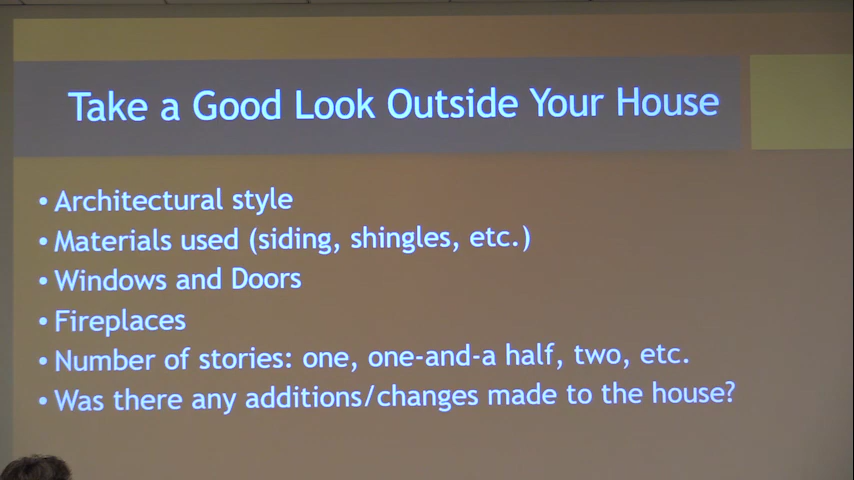 Take a Good Look Outside Your House
• Architectural style
• Materials used (siding, shingles, etc.)
• Windows and Doors
• Fireplaces
• Number of stories: one, one-and-a half, two, etc.
• Was there any additions/changes made to the house?